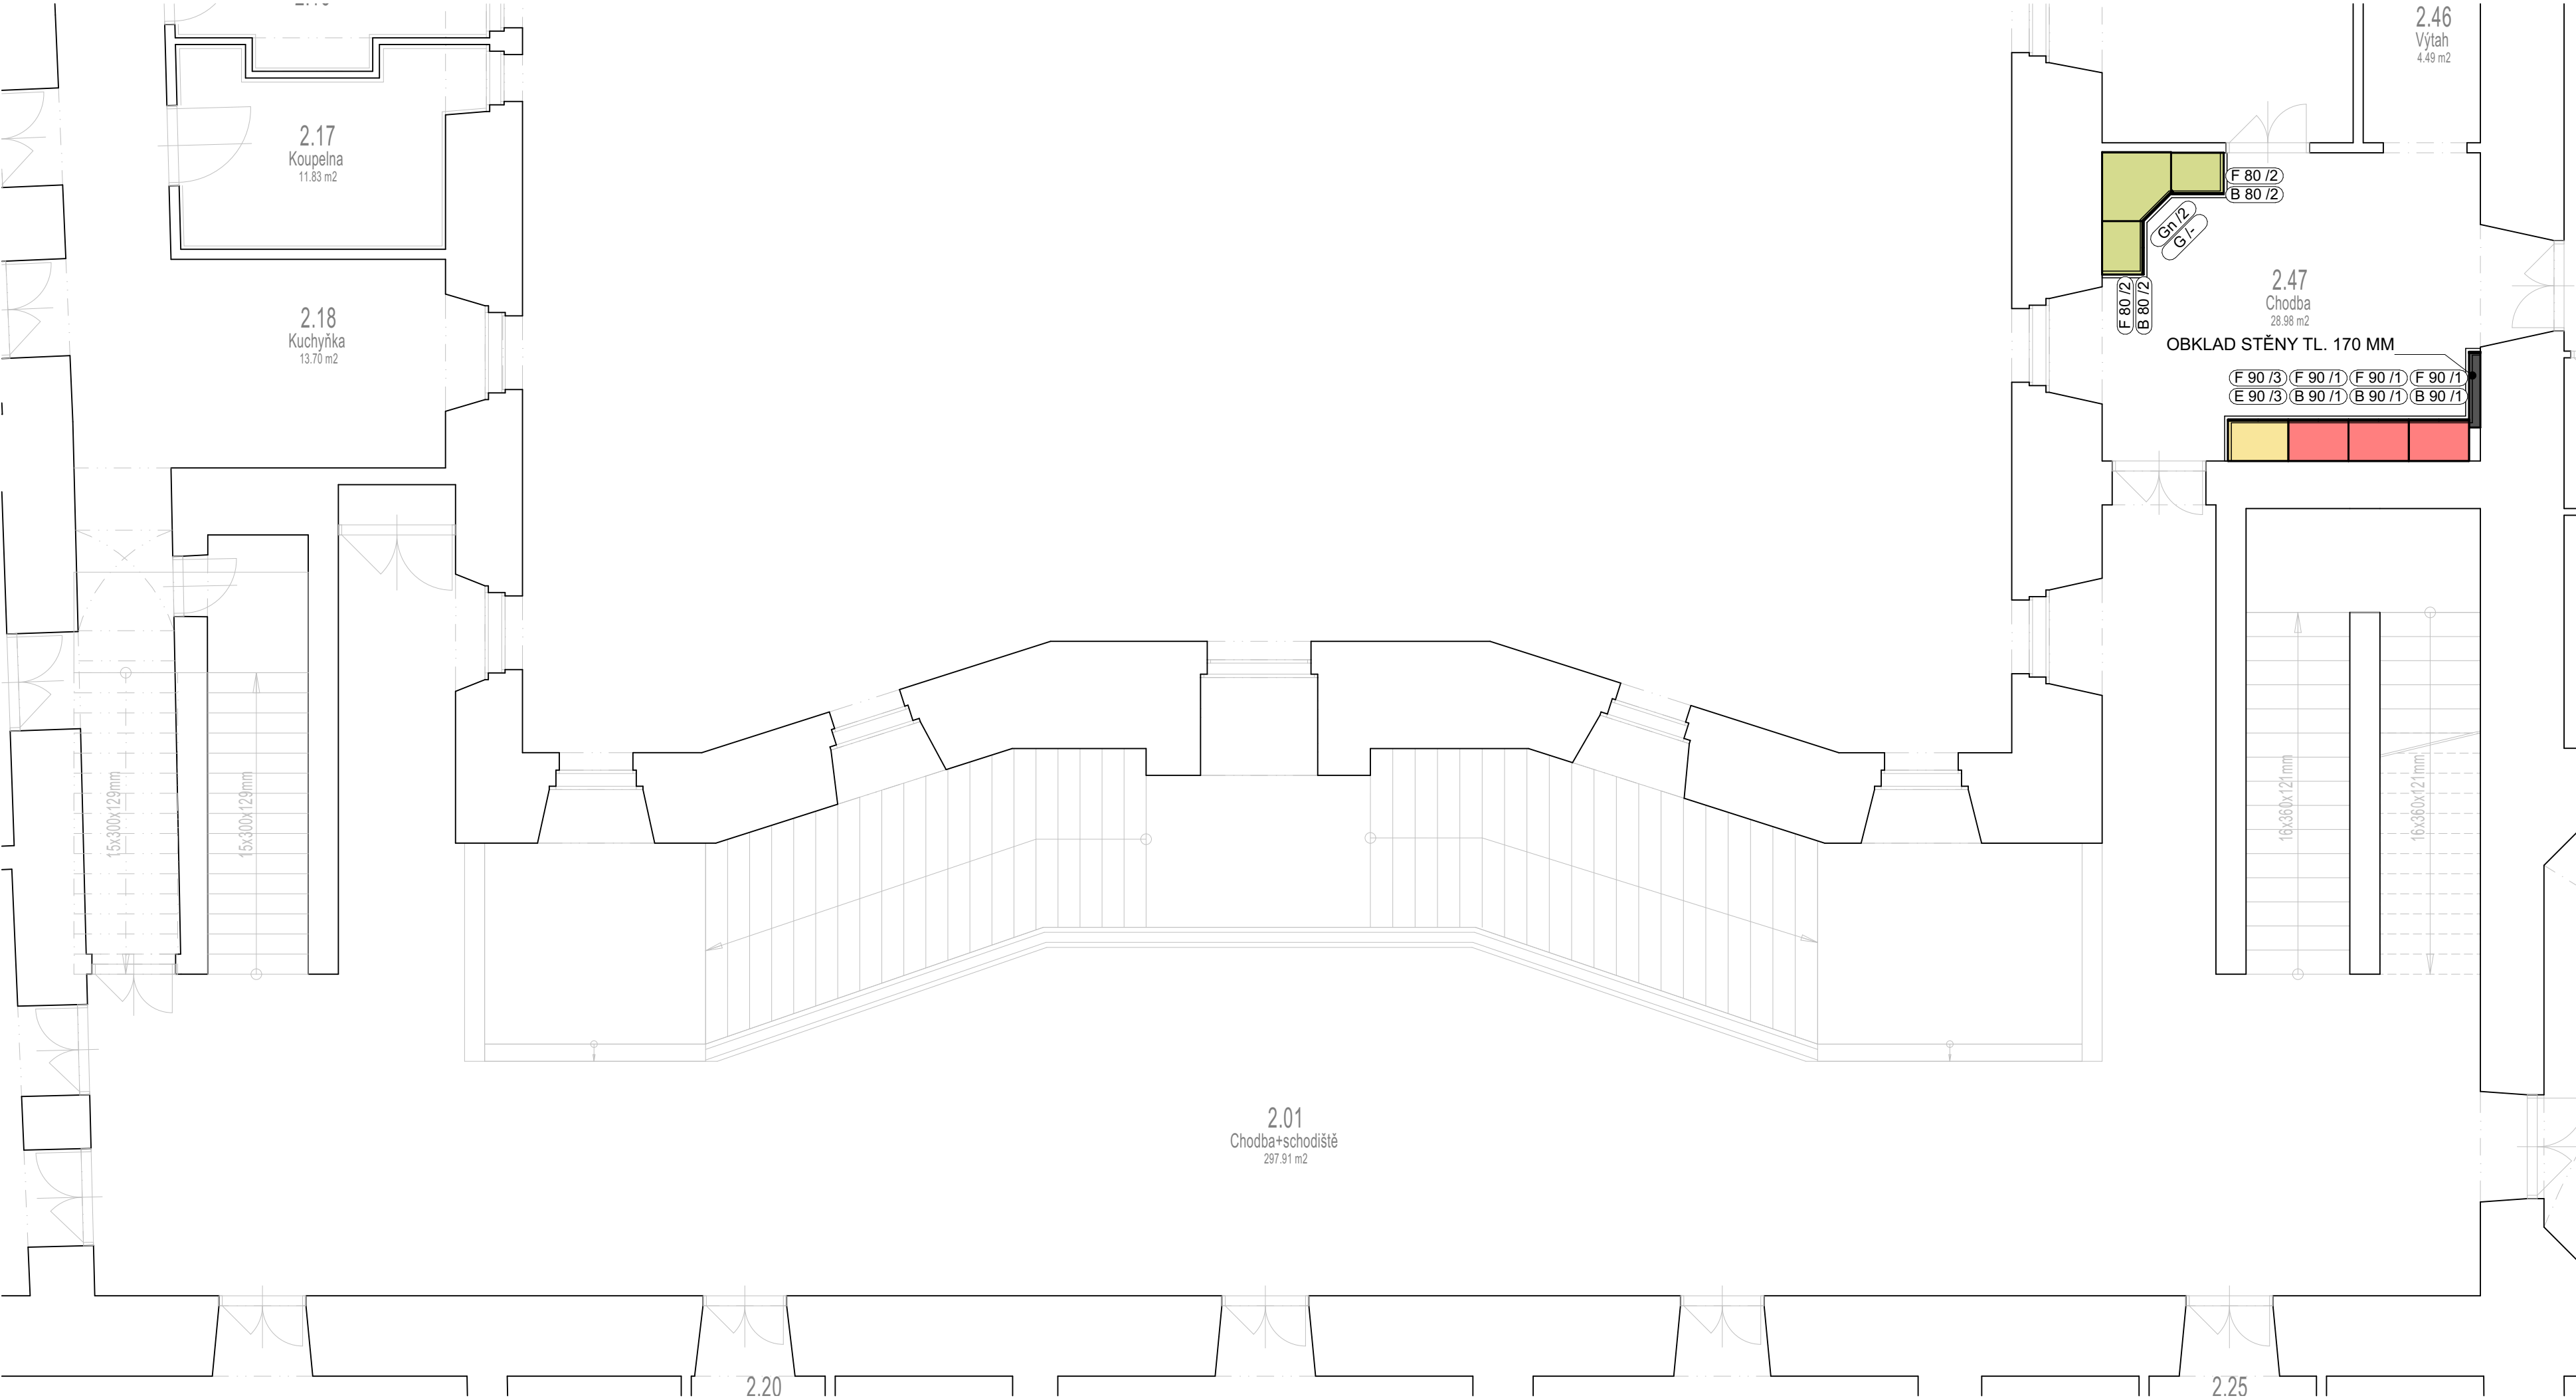 2.46
Výtah
4.49 m2
2.17
Koupelna
11.83 m2
F 80 /2
B 80 /2
Gn /2
G /-
F 80 /2
B 80 /2
2.47
Chodba
28.98 m2
2.18
Kuchyňka
13.70 m2
OBKLAD STĚNY TL. 170 MM
F 90 /3 F 90 /1 F 90 /1 F 90 /1
E 90 /3 B 90 /1 B 90 /1 B 90 /1
15x300x129mm
15x300x129mm
16x360x121mm
16x360x121mm
2.01
Chodba+schodiště
297.91 m2
2.20
2.25